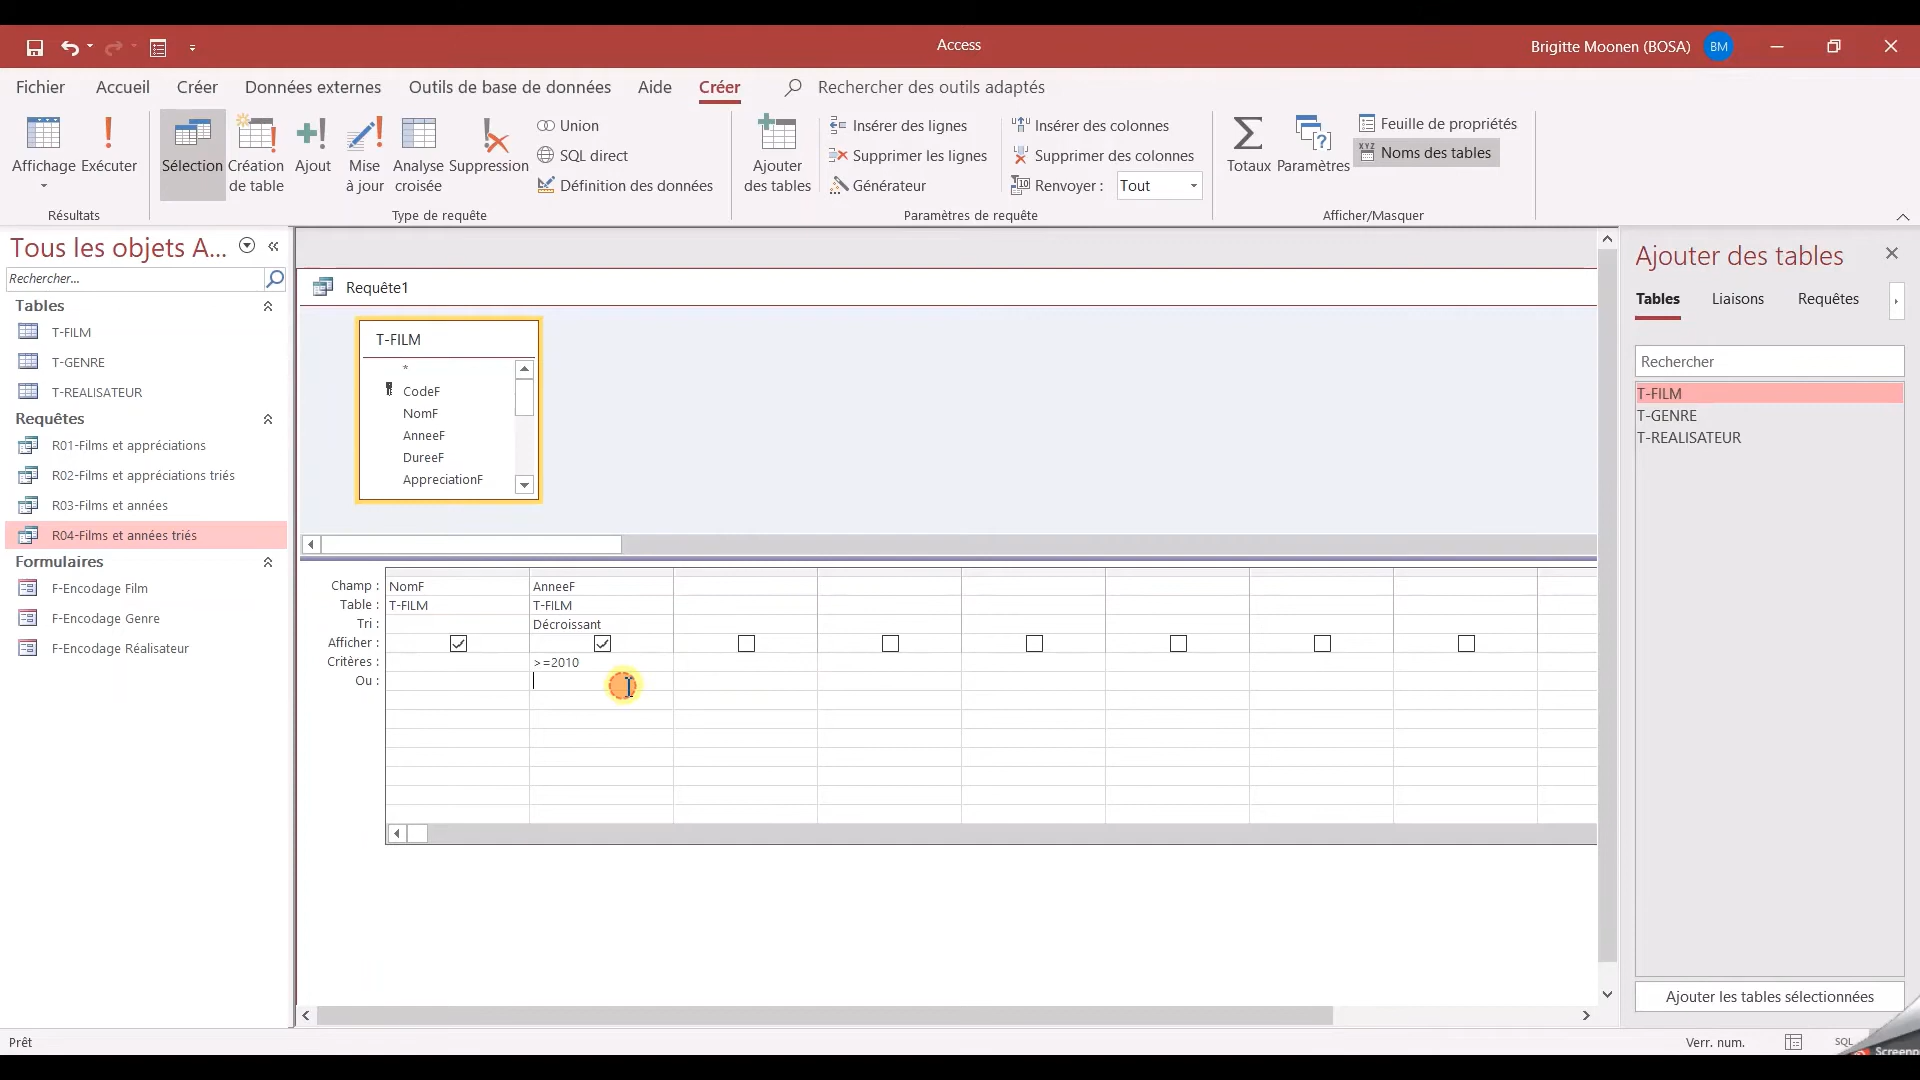 Access
Brigitte Moonen (BOSA)
BM
Fichier
Accueil
Créer
Données externes
Outils de base de données
Aide
Créer
Rechercher des outils adaptés
Affichage
Exécuter
Résultats
Sélection
Création
de table
Ajout
Mise
à jour
Analyse
croisée
Suppression
Union
SQL direct
Définition des données
Type de requête
Ajouter
des tables
Insérer des lignes
Supprimer les lignes
Générateur
Insérer des colonnes
Supprimer des colonnes
Renvoyer :
Tout
Paramètres de requête
Totaux
Paramètres
Feuille de propriétés
XYZ
Noms des tables
Afficher/Masquer
Tous les objets A...
Rechercher...
Tables
T-FILM
T-GENRE
T-REALISATEUR
Requêtes
R01-Films et appréciations
R02-Films et appréciations triés
R03-Films et années
R04-Films et années triés
Formulaires
F-Encodage Film
F-Encodage Genre
F-Encodage Réalisateur
Requête1
T-FILM
*
CodeF
NomF
AnneeF
DureeF
AppreciationF
Champ : NomF AnneeF
Table : T-FILM T-FILM
Tri : Décroissant
Afficher :
Critères : >=2010
Ou :
Ajouter des tables
Tables
Liaisons
Requêtes
Rechercher
T-FILM
T-GENRE
T-REALISATEUR
Ajouter les tables sélectionnées
Prêt
Verr. num.
SQL